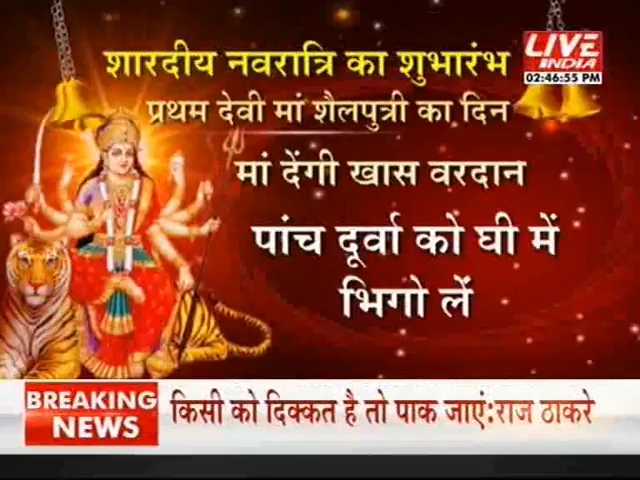 शारदीय नवरात्रि का शुभारंभ
LIVE
INDIA
02:46:55 PM
प्रथम देवी मां शैलपुत्री का दिन
मां देंगी खास वरदान
पांच दूर्वा को घी में
भिगो लें
BREAKING
NEWS
किसी को दिक्कत है तो पाक जाएं:राज ठाकरे